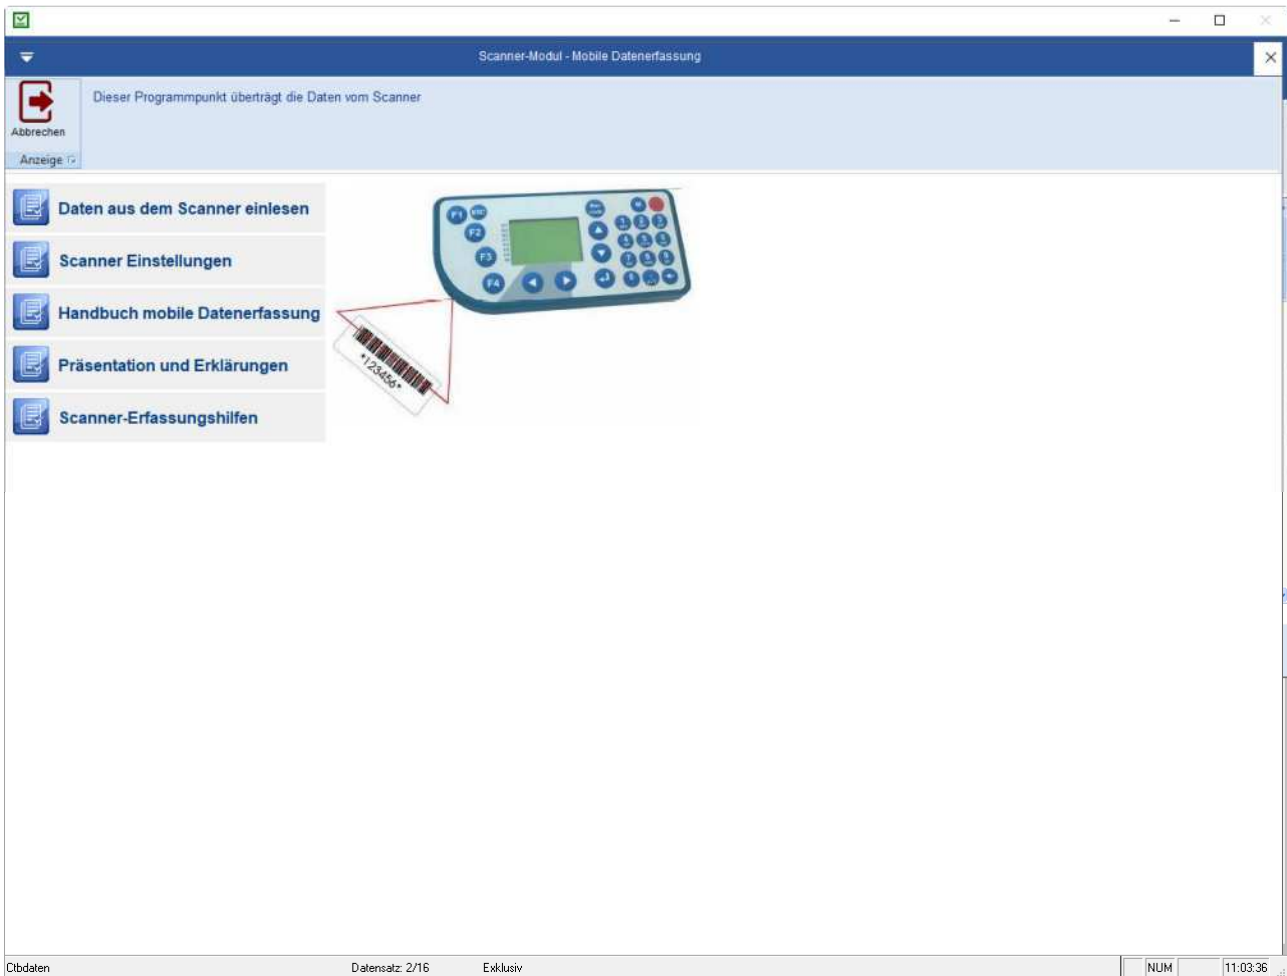 Scanner-Modul - Mobile Datenerfassung
Dieser Programmpunkt überträgt die Daten vom Scanner
Abbrechen
Anzeige
Daten aus dem Scanner einlesen
Scanner Einstellungen
Handbuch mobile Datenerfassung
Präsentation und Erklärungen
Scanner-Erfassungshilfen
F1
F2
F3
F4
*123456*
Ctbdaten Datensatz: 2/16 Exklusiv NUM 11:03:36